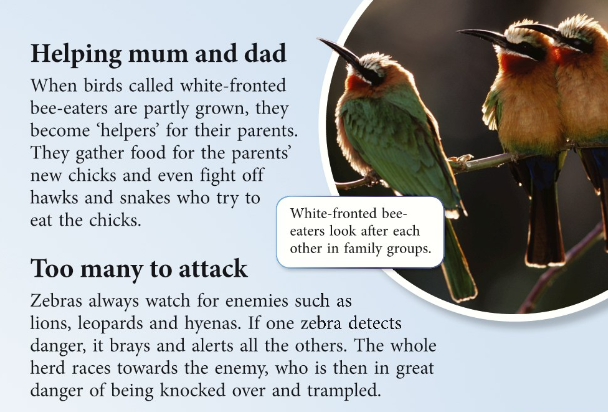 Helping mum and dad
When birds called white-fronted
bee-eaters are partly grown, they
become ‘helpers’ for their parents.
They gather food for the parents’
new chicks and even fight off
hawks and snakes who try to
eat the chicks.
White-fronted bee-
eaters look after each
other in family groups.
Too many to attack
Zebras always watch for enemies such as
lions, leopards and hyenas. If one zebra detects
danger, it brays and alerts all the others. The whole
herd races towards the enemy, who is then in great
danger of being knocked over and trampled.